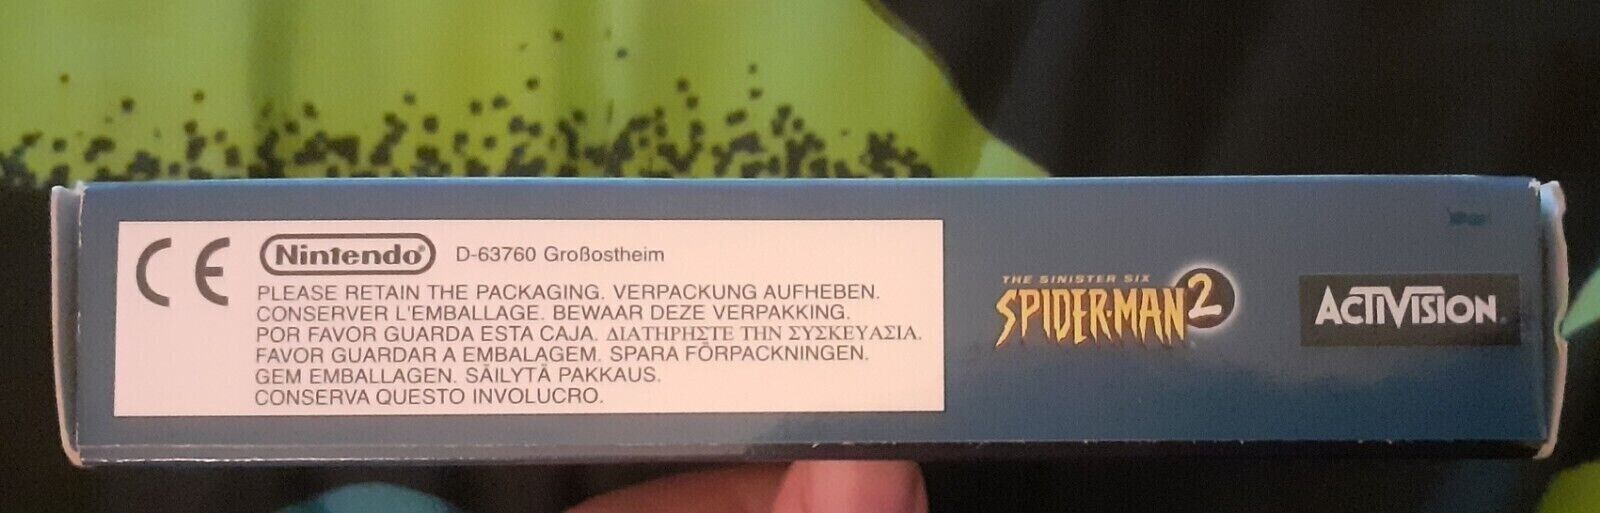 CE Nintendo D-63760 Großostheim
PLEASE RETAIN THE PACKAGING. VERPACKUNG AUFHEBEN.
CONSERVER L'EMBALLAGE. BEWAAR DEZE VERPAKKING.
POR FAVOR GUARDA ESTA CAJA. ΔΙΑΤΗΡΗΣΤΕ ΤΗΝ ΣΥΣΚΕΥΑΣΙΑ.
FAVOR GUARDAR A EMBALAGEM. SPARA FÖRPACKNINGEN.
GEM EMBALLAGEN. SÄILYTÄ PAKKAUS.
CONSERVA QUESTO INVOLUCRO.
THE SINISTER SIX
SPIDER-MAN 2
ACTIVISION